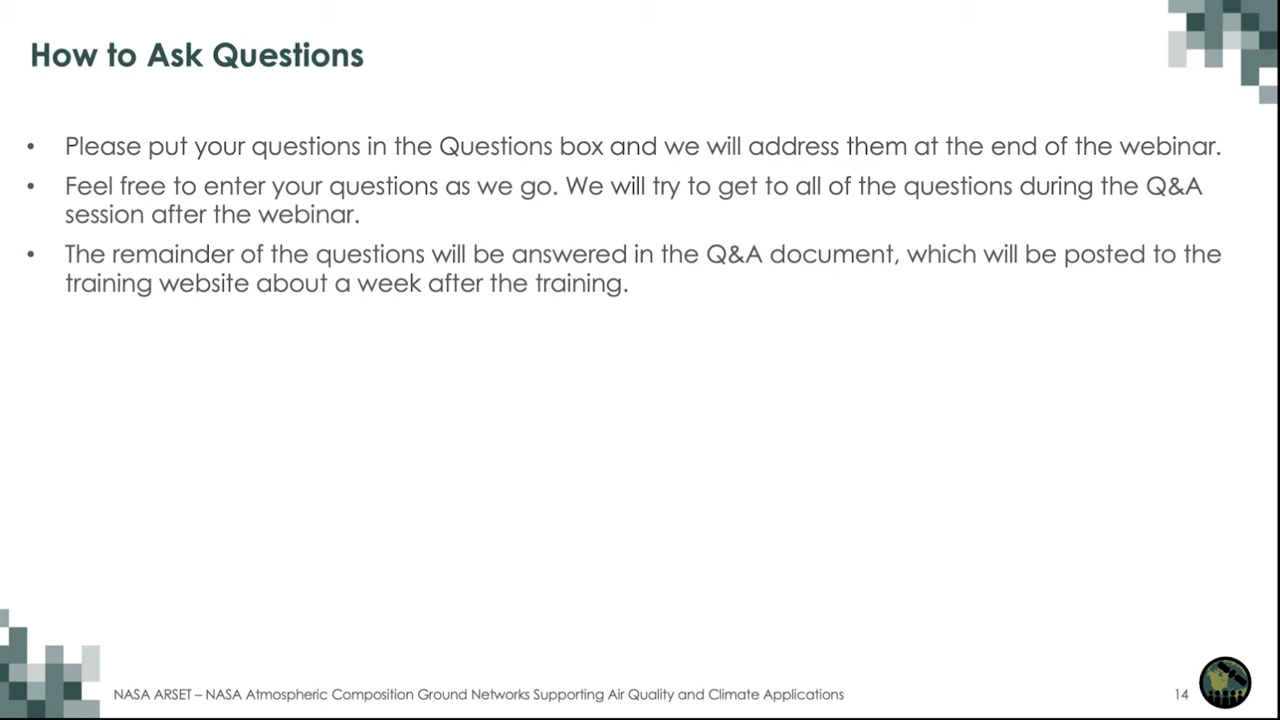 How to Ask Questions
• Please put your questions in the Questions box and we will address them at the end of the webinar.
• Feel free to enter your questions as we go. We will try to get to all of the questions during the Q&A
session after the webinar.
• The remainder of the questions will be answered in the Q&A document, which will be posted to the
training website about a week after the training.
NASA ARSET – NASA Atmospheric Composition Ground Networks Supporting Air Quality and Climate Applications
14